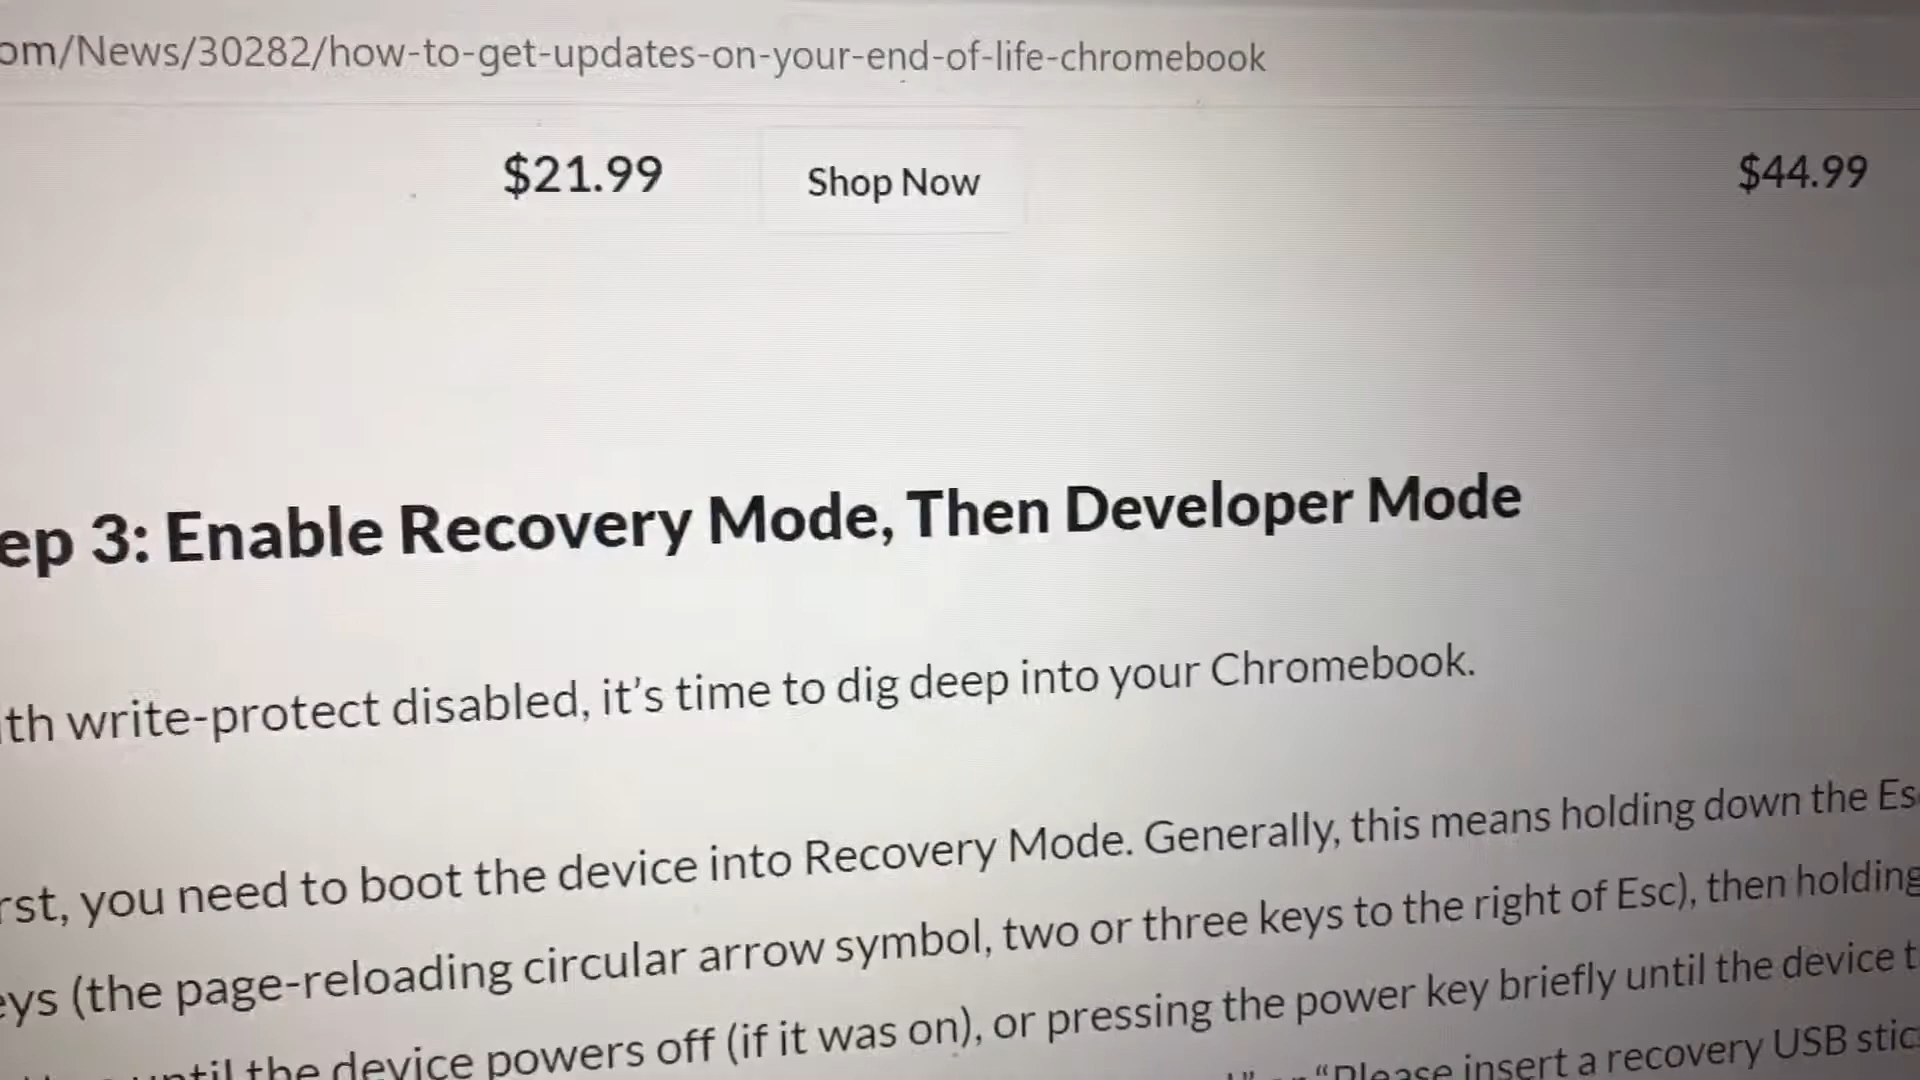 om/News/30282/how-to-get-updates-on-your-end-of-life-chromebook
$21.99 Shop Now $44.99
ep 3: Enable Recovery Mode, Then Developer Mode
th write-protect disabled, it's time to dig deep into your Chromebook.
rst, you need to boot the device into Recovery Mode. Generally, this means holding down the Es
eys (the page-reloading circular arrow symbol, two or three keys to the right of Esc), then holding
until the device powers off (if it was on), or pressing the power key briefly until the device t
"Please insert a recovery USB stic